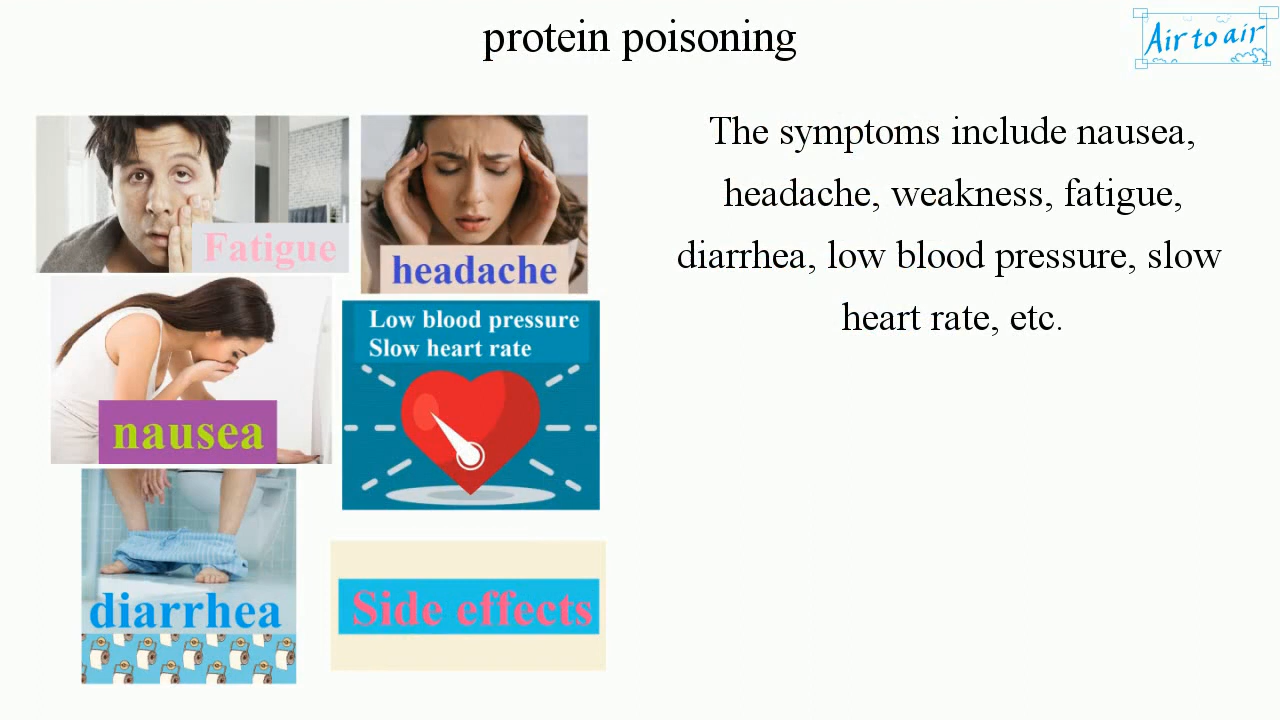 protein poisoning
Air to air
Fatigue
headache
nausea
Low blood pressure
Slow heart rate
diarrhea
Side effects
The symptoms include nausea,
headache, weakness, fatigue,
diarrhea, low blood pressure, slow
heart rate, etc.